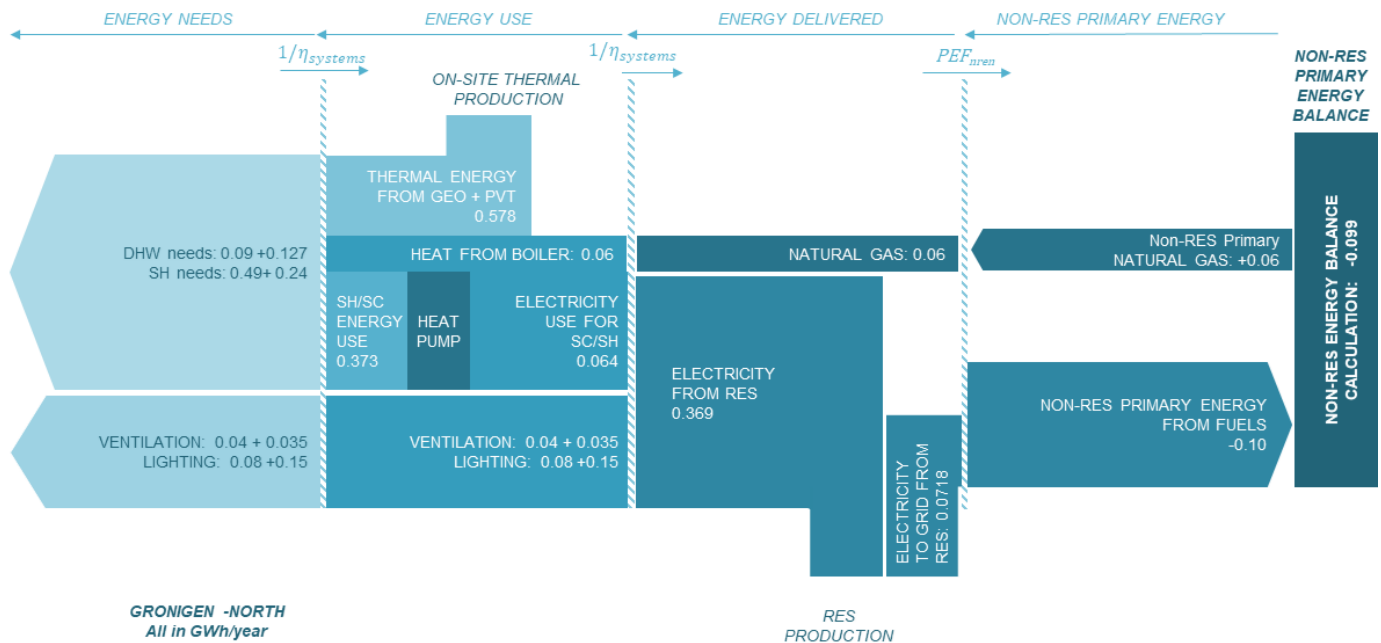 ENERGY NEEDS
ENERGY USE
ENERGY DELIVERED
NON-RES PRIMARY ENERGY
1/ηsystems
1/ηsystems
PEFnren
NON-RES
PRIMARY
ENERGY
BALANCE
ON-SITE THERMAL
PRODUCTION
THERMAL ENERGY
FROM GEO + PVT
0.578
DHW needs: 0.09 +0.127
SH needs: 0.49+ 0.24
HEAT FROM BOILER: 0.06
NATURAL GAS: 0.06
Non-RES Primary
NATURAL GAS: +0.06
NON-RES ENERGY BALANCE
CALCULATION: -0.099
SH/SC
ENERGY
USE
0.373
HEAT
PUMP
ELECTRICITY
USE FOR
SC/SH
0.064
ELECTRICITY
FROM RES
0.369
NON-RES PRIMARY ENERGY
FROM FUELS
-0.10
VENTILATION: 0.04 + 0.035
LIGHTING: 0.08 +0.15
VENTILATION: 0.04 + 0.035
LIGHTING: 0.08 +0.15
ELECTRICITY
TO GRID FROM
RES: 0.0718
GRONIGEN -NORTH
All in GWh/year
RES
PRODUCTION